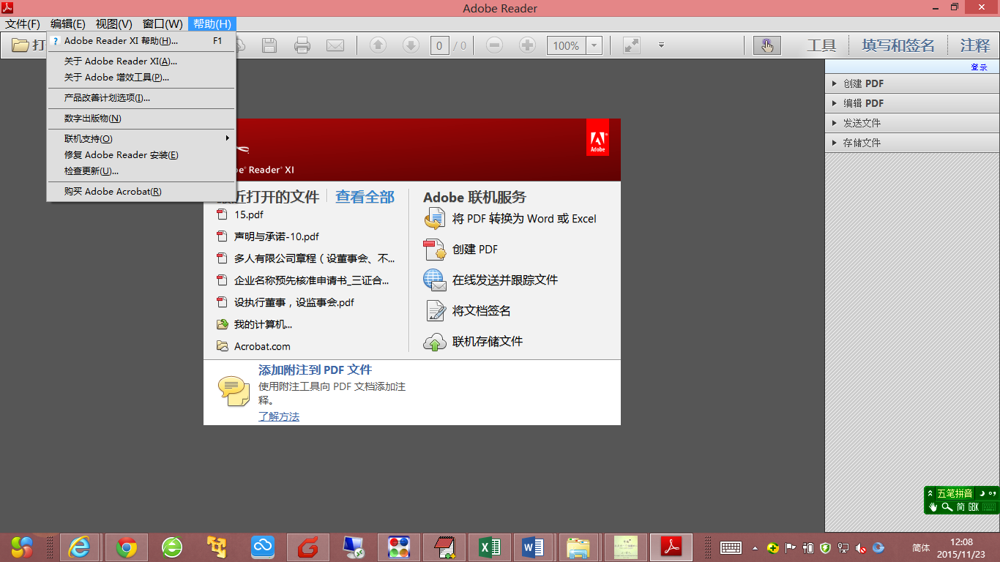 Adobe Reader
文件(F) 编辑(E) 视图(V) 窗口(W) 帮助(H)
Adobe Reader XI 帮助(H)... F1
关于 Adobe Reader XI(A)...
关于 Adobe 增效工具(P)...
产品改善计划选项(I)...
数字出版物(N)
联机支持(O)
修复 Adobe Reader 安装(E)
检查更新(U)...
购买 Adobe Acrobat(R)
0 / 0
100%
工具
填写和签名
注释
登录
创建 PDF
编辑 PDF
发送文件
存储文件
Adobe
Reader XI
近打开的文件
查看全部
15.pdf
声明与承诺-10.pdf
多人有限公司章程（设董事会、不...
企业名称预先核准申请书_三证合...
设执行董事，设监事会.pdf
我的计算机...
Acrobat.com
Adobe 联机服务
将 PDF 转换为 Word 或 Excel
创建 PDF
在线发送并跟踪文件
将文档签名
联机存储文件
添加附注到 PDF 文件
使用附注工具向 PDF 文档添加注
释。
了解方法
五笔拼音
简 GBK
简体
12:08
2015/11/23